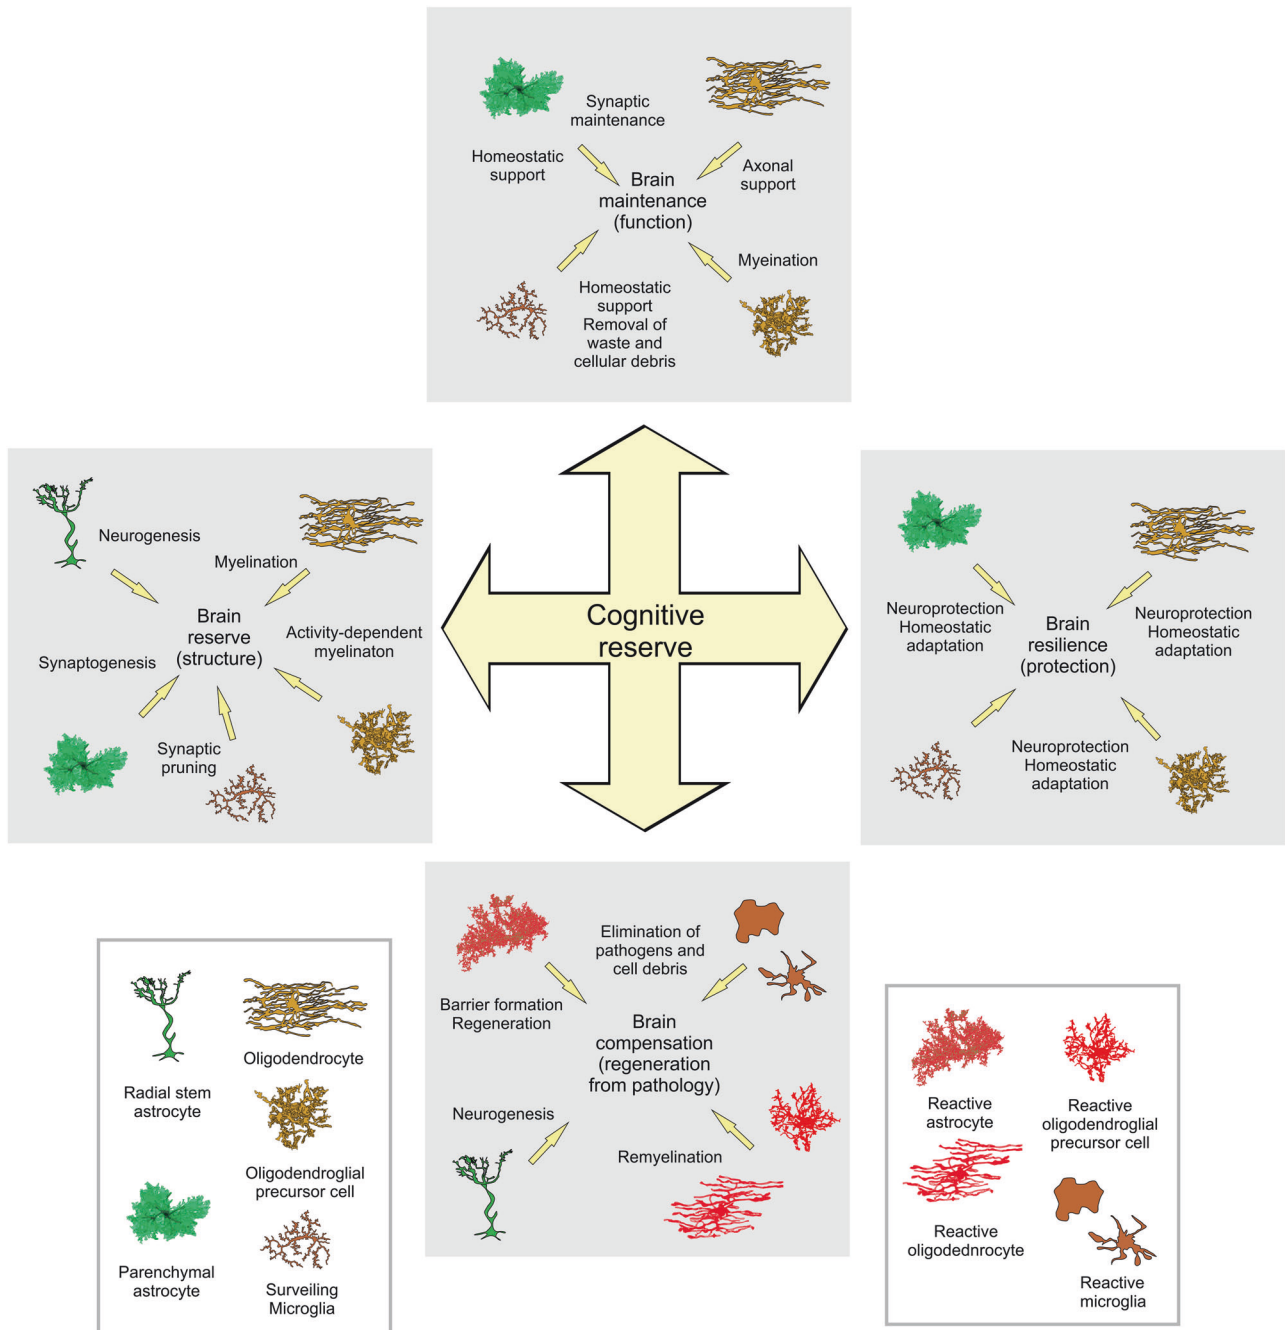 Synaptic
maintenance
Homeostatic
support
Axonal
support
Brain
maintenance
(function)
Myeination
Homeostatic
support
Removal of
waste and
cellular debris
Neurogenesis
Myelination
Brain
reserve
(structure)
Activity-dependent
myelinaton
Synaptogenesis
Synaptic
pruning
Cognitive
reserve
Neuroprotection
Homeostatic
adaptation
Brain
resilience
(protection)
Neuroprotection
Homeostatic
adaptation
Neuroprotection
Homeostatic
adaptation
Elimination of
pathogens and
cell debris
Barrier formation
Regeneration
Brain
compensation
(regeneration
from pathology)
Neurogenesis
Remyelination
Radial stem
astrocyte
Oligodendrocyte
Oligodendroglial
precursor cell
Parenchymal
astrocyte
Surveiling
Microglia
Reactive
astrocyte
Reactive
oligodendroglial
precursor cell
Reactive
oligodednrocyte
Reactive
microglia